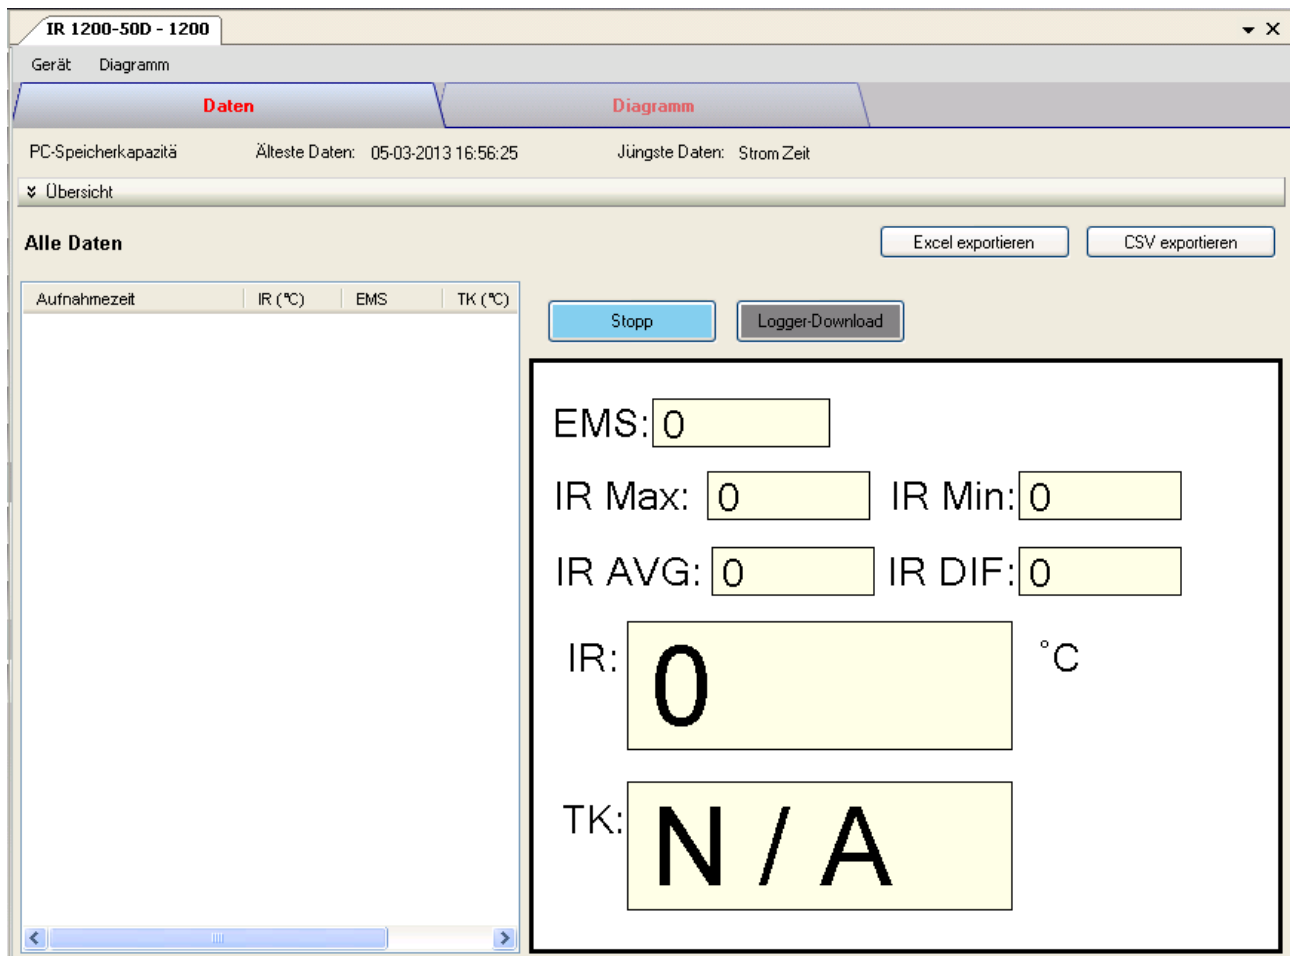 IR 1200-50D - 1200
Gerät Diagramm
Daten Diagramm
PC-Speicherkapazitä Älteste Daten: 05-03-2013 16:56:25 Jüngste Daten: Strom Zeit
Übersicht
Alle Daten Excel exportieren CSV exportieren
Aufnahmezeit IR (°C) EMS TK (°C)
Stopp Logger-Download
EMS: 0
IR Max: 0 IR Min: 0
IR AVG: 0 IR DIF: 0
IR: 0 °C
TK: N / A